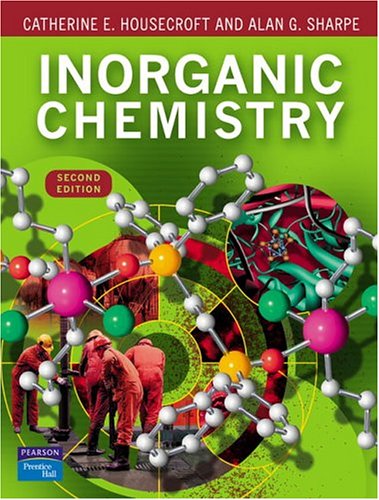 CATHERINE E. HOUSECROFT AND ALAN G. SHARPE
INORGANIC
CHEMISTRY
SECOND
EDITION
PEARSON
Prentice
Hall